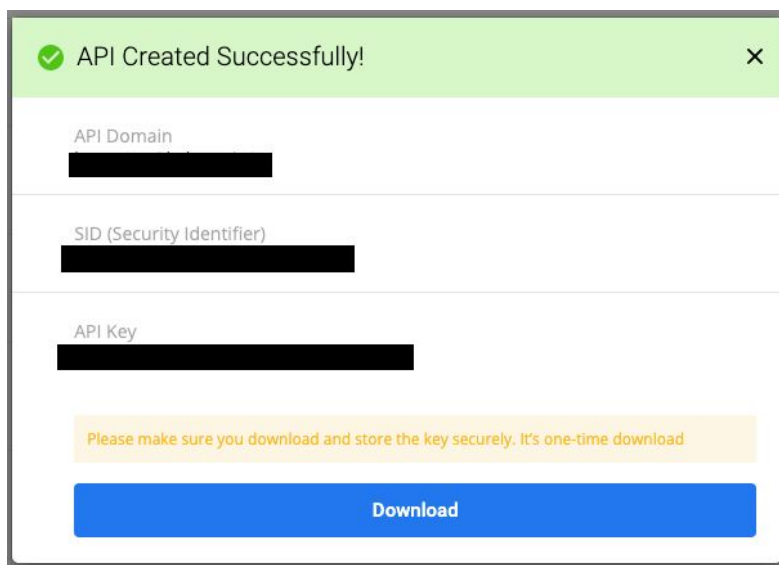 API Created Successfully!
API Domain
SID (Security Identifier)
API Key
Please make sure you download and store the key securely. It's one-time download
Download